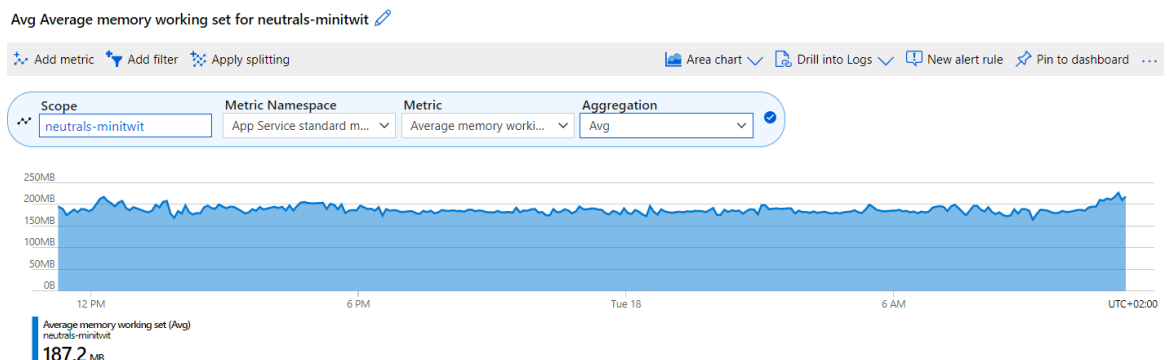 Avg Average memory working set for neutrals-minitwit
Add metric Add filter Apply splitting Area chart Drill into Logs New alert rule Pin to dashboard ...
Scope Metric Namespace Metric Aggregation
neutrals-minitwit App Service standard m... Average memory worki... Avg
250MB
200MB
150MB
100MB
50MB
0B
12 PM 6 PM Tue 18 6 AM UTC+02:00
Average memory working set (Avg)
neutrals-minitwit
187.2 MB